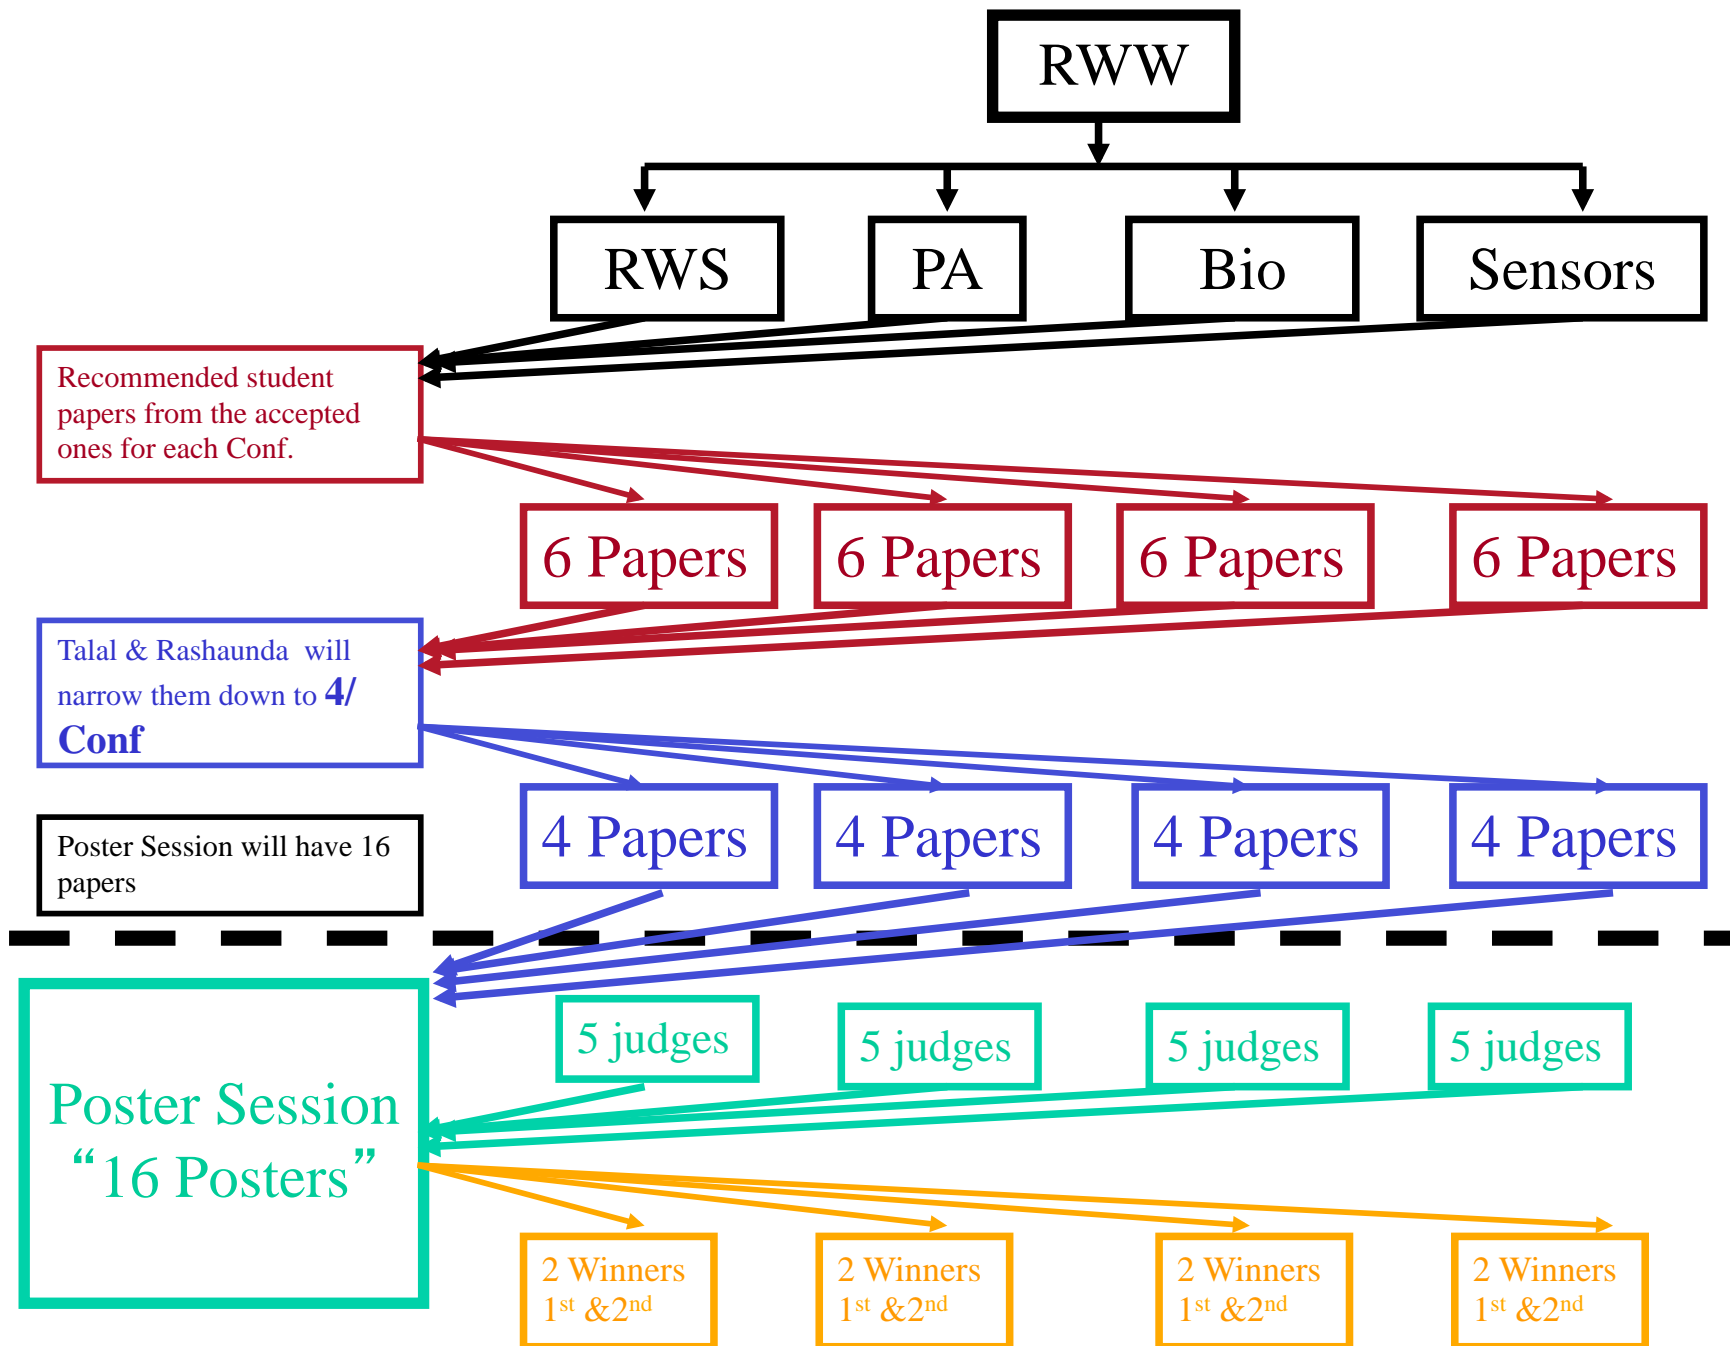 RWW
RWS
PA
Bio
Sensors
Recommended student
papers from the accepted
ones for each Conf.
6 Papers
6 Papers
6 Papers
6 Papers
Talal & Rashaunda will
narrow them down to 4/
Conf
4 Papers
4 Papers
4 Papers
4 Papers
Poster Session will have 16
papers
5 judges
5 judges
5 judges
5 judges
Poster Session
“16 Posters”
2 Winners
1st &2nd
2 Winners
1st &2nd
2 Winners
1st &2nd
2 Winners
1st &2nd